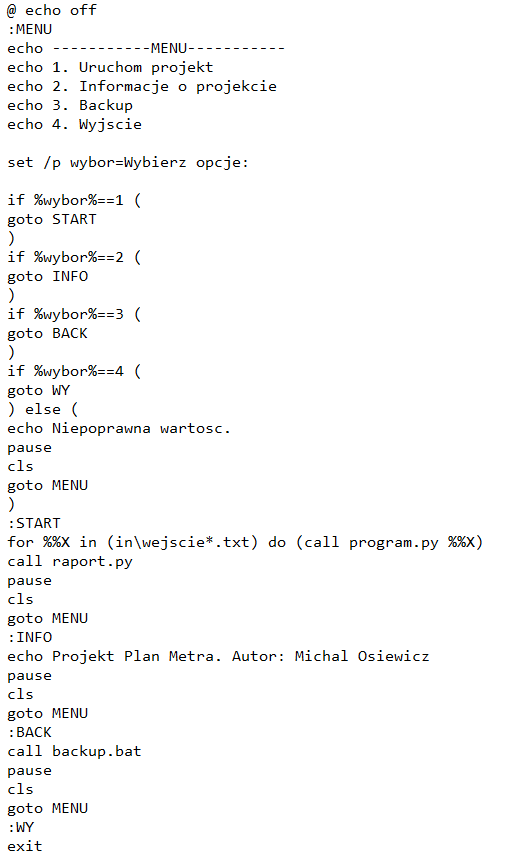 @ echo off
:MENU
echo -----------MENU-----------
echo 1. Uruchom projekt
echo 2. Informacje o projekcie
echo 3. Backup
echo 4. Wyjscie

set /p wybor=Wybierz opcje:

if %wybor%==1 (
goto START
)
if %wybor%==2 (
goto INFO
)
if %wybor%==3 (
goto BACK
)
if %wybor%==4 (
goto WY
) else (
echo Niepoprawna wartosc.
pause
cls
goto MENU
)
:START
for %%X in (in\wejscie*.txt) do (call program.py %%X)
call raport.py
pause
cls
goto MENU
:INFO
echo Projekt Plan Metra. Autor: Michal Osiewicz
pause
cls
goto MENU
:BACK
call backup.bat
pause
cls
goto MENU
:WY
exit